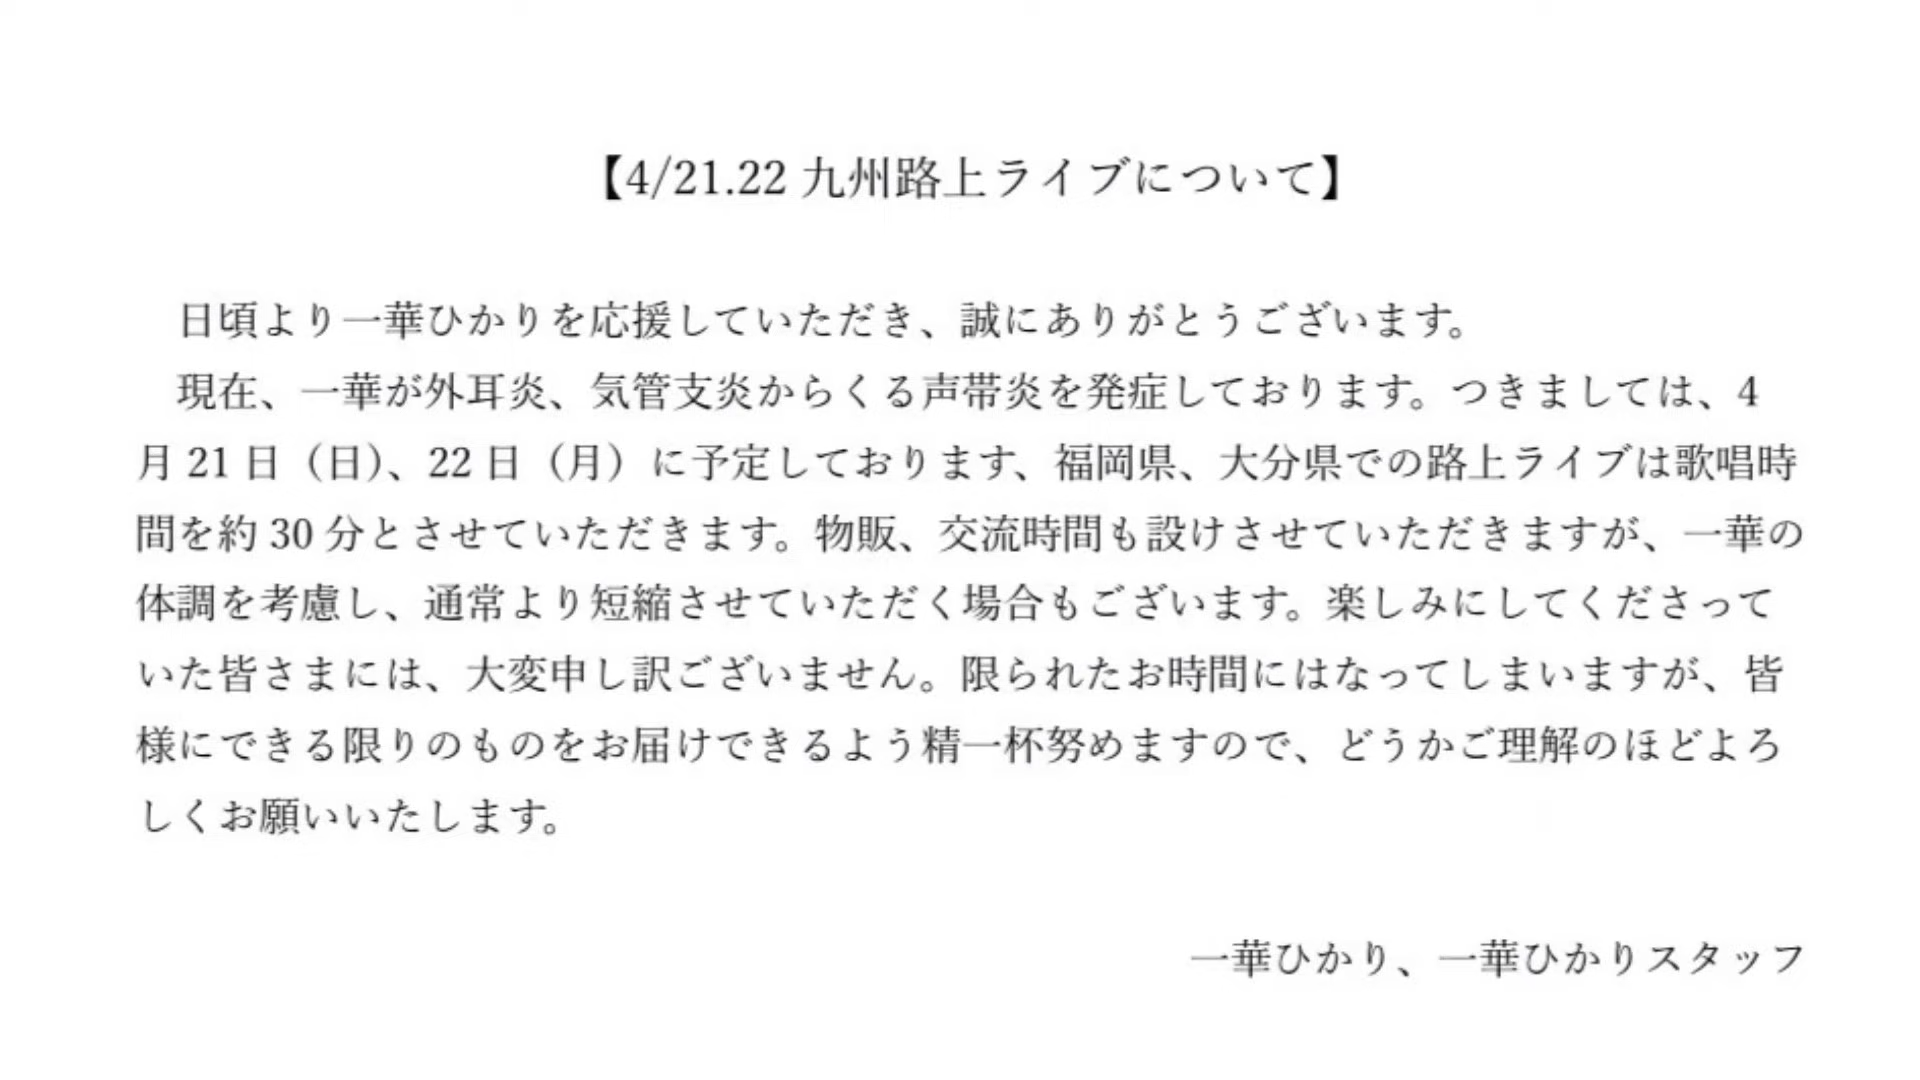 【4/21.22 九州路上ライブについて】
日頃より一華ひかりを応援していただき、誠にありがとうございます。
現在、一華が外耳炎、気管支炎からくる声帯炎を発症しております。つきましては、4
月 21 日（日）、22 日（月）に予定しております、福岡県、大分県での路上ライブは歌唱時
間を約 30 分とさせていただきます。物販、交流時間も設けさせていただきますが、一華の
体調を考慮し、通常より短縮させていただく場合もございます。楽しみにしてくださって
いた皆さまには、大変申し訳ございません。限られたお時間にはなってしまいますが、皆
様にできる限りのものをお届けできるよう精一杯努めますので、どうかご理解のほどよろ
しくお願いいたします。
一華ひかり、一華ひかりスタッフ